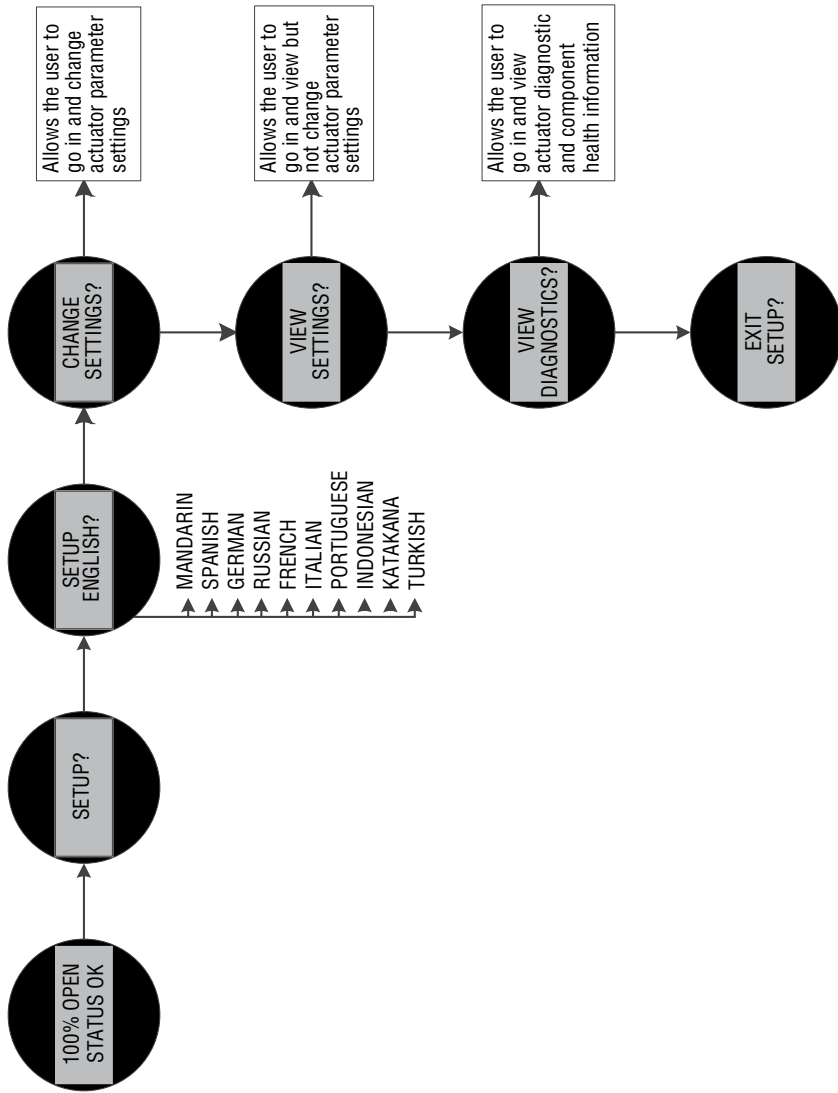 100% OPEN
STATUS OK
SETUP?
SETUP
ENGLISH?
MANDARIN
SPANISH
GERMAN
RUSSIAN
FRENCH
ITALIAN
PORTUGUESE
INDONESIAN
KATAKANA
TURKISH
CHANGE
SETTINGS?
Allows the user to
go in and change
actuator parameter
settings
VIEW
SETTINGS?
Allows the user to
go in and view but
not change
actuator parameter
settings
VIEW
DIAGNOSTICS?
Allows the user to
go in and view
actuator diagnostic
and component
health information
EXIT
SETUP?